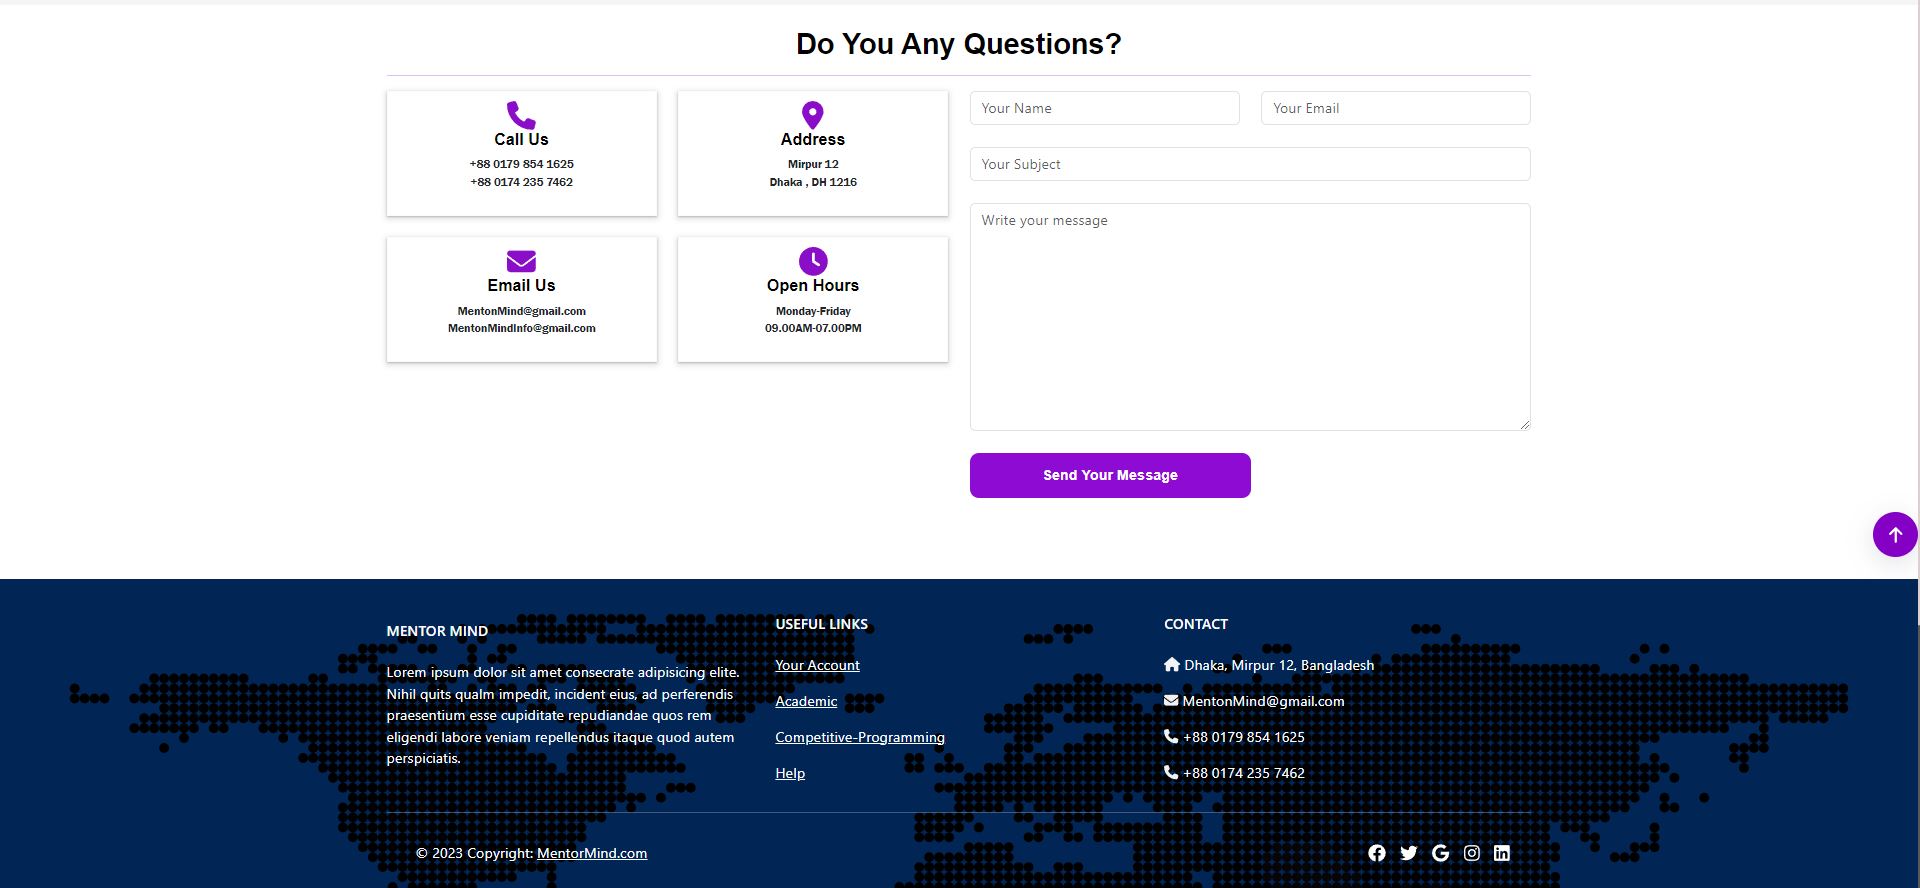 Do You Any Questions?
Call Us
+88 0179 854 1625
+88 0174 235 7462
Address
Mirpur 12
Dhaka , DH 1216
Email Us
MentonMind@gmail.com
MentonMindInfo@gmail.com
Open Hours
Monday-Friday
09.00AM-07.00PM
Your Name
Your Email
Your Subject
Write your message
Send Your Message
MENTOR MIND
Lorem ipsum dolor sit amet consecrate adipisicing elite.
Nihil quits qualm impedit, incident eius, ad perferendis
praesentium esse cupiditate repudiandae quos rem
eligendi labore veniam repellendus itaque quod autem
perspiciatis.
USEFUL LINKS
Your Account
Academic
Competitive-Programming
Help
CONTACT
Dhaka, Mirpur 12, Bangladesh
MentonMind@gmail.com
+88 0179 854 1625
+88 0174 235 7462
© 2023 Copyright: MentorMind.com